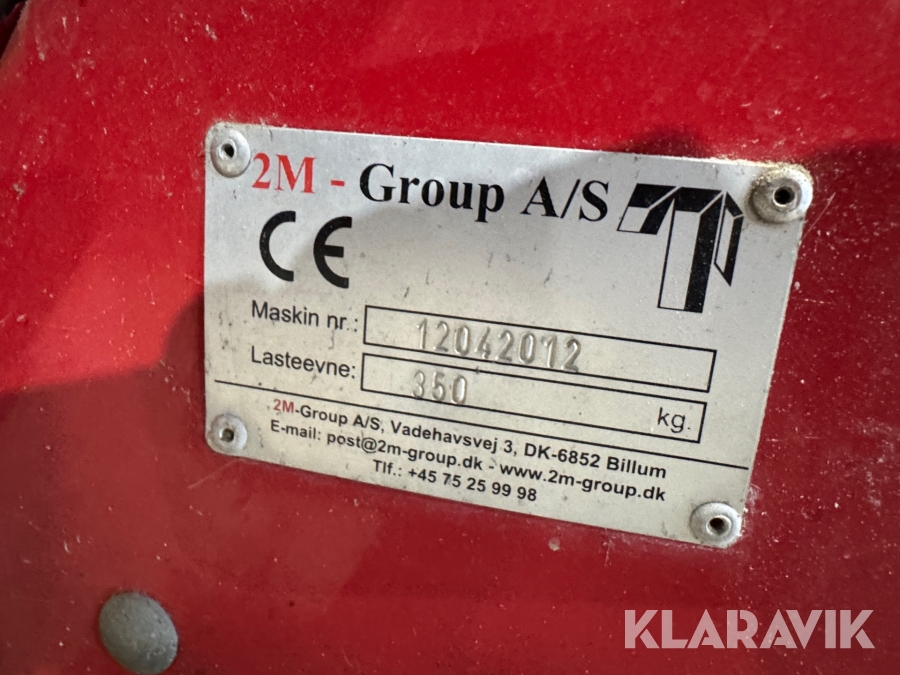 2M - Group A/S
CE
Maskin nr.: 12042012
Lasteevne: 350 kg.
2M-Group A/S, Vadehavsvej 3, DK-6852 Billum
E-mail: post@2m-group.dk - www.2m-group.dk
Tlf.: +45 75 25 99 98
KLARAVIK